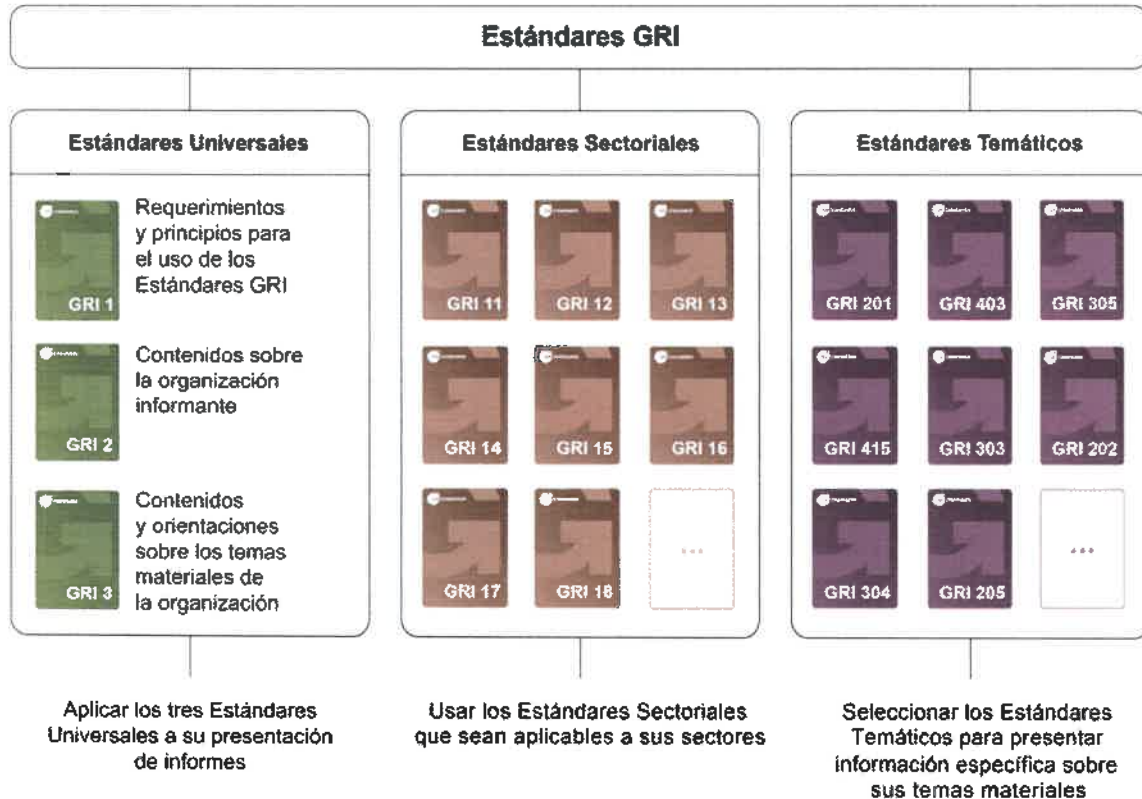 Estándares GRI
Estándares Universales
GRI 1
Requerimientos
y principios para
el uso de los
Estándares GRI
GRI 2
Contenidos sobre
la organización
informante
GRI 3
Contenidos
y orientaciones
sobre los temas
materiales de
la organización
Aplicar los tres Estándares
Universales a su presentación
de informes
Estándares Sectoriales
GRI 11 GRI 12 GRI 13
GRI 14 GRI 15 GRI 16
GRI 17 GRI 18 ...
Usar los Estándares Sectoriales
que sean aplicables a sus sectores
Estándares Temáticos
GRI 201 GRI 403 GRI 305
GRI 415 GRI 303 GRI 202
GRI 304 GRI 205 ...
Seleccionar los Estándares
Temáticos para presentar
información específica sobre
sus temas materiales